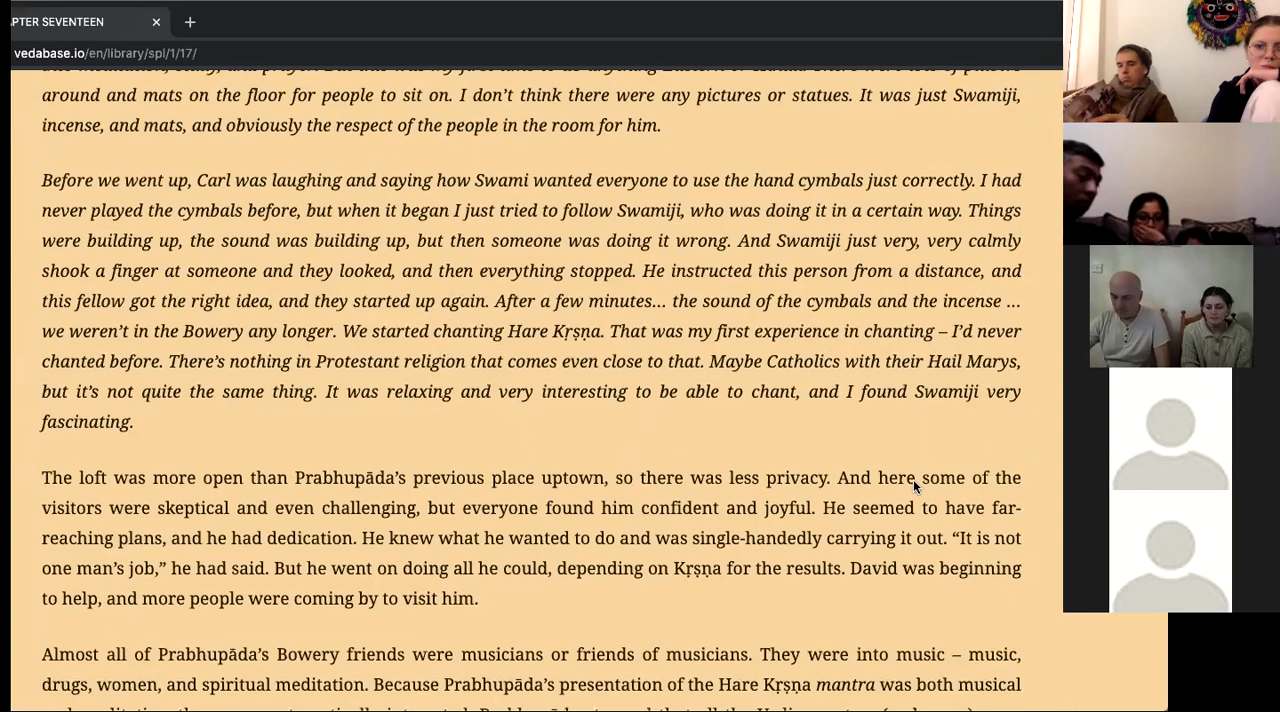 PTER SEVENTEEN
vedabase.io/en/library/spl/1/17/
around and mats on the floor for people to sit on. I don’t think there were any pictures or statues. It was just Swamiji,
incense, and mats, and obviously the respect of the people in the room for him.
Before we went up, Carl was laughing and saying how Swami wanted everyone to use the hand cymbals just correctly. I had
never played the cymbals before, but when it began I just tried to follow Swamiji, who was doing it in a certain way. Things
were building up, the sound was building up, but then someone was doing it wrong. And Swamiji just very, very calmly
shook a finger at someone and they looked, and then everything stopped. He instructed this person from a distance, and
this fellow got the right idea, and they started up again. After a few minutes… the sound of the cymbals and the incense …
we weren’t in the Bowery any longer. We started chanting Hare Kṛṣṇa. That was my first experience in chanting – I’d never
chanted before. There’s nothing in Protestant religion that comes even close to that. Maybe Catholics with their Hail Marys,
but it’s not quite the same thing. It was relaxing and very interesting to be able to chant, and I found Swamiji very
fascinating.
The loft was more open than Prabhupāda’s previous place uptown, so there was less privacy. And here some of the
visitors were skeptical and even challenging, but everyone found him confident and joyful. He seemed to have far-
reaching plans, and he had dedication. He knew what he wanted to do and was single-handedly carrying it out. “It is not
one man’s job,” he had said. But he went on doing all he could, depending on Kṛṣṇa for the results. David was beginning
to help, and more people were coming by to visit him.
Almost all of Prabhupāda’s Bowery friends were musicians or friends of musicians. They were into music – music,
drugs, women, and spiritual meditation. Because Prabhupāda’s presentation of the Hare Kṛṣṇa mantra was both musical